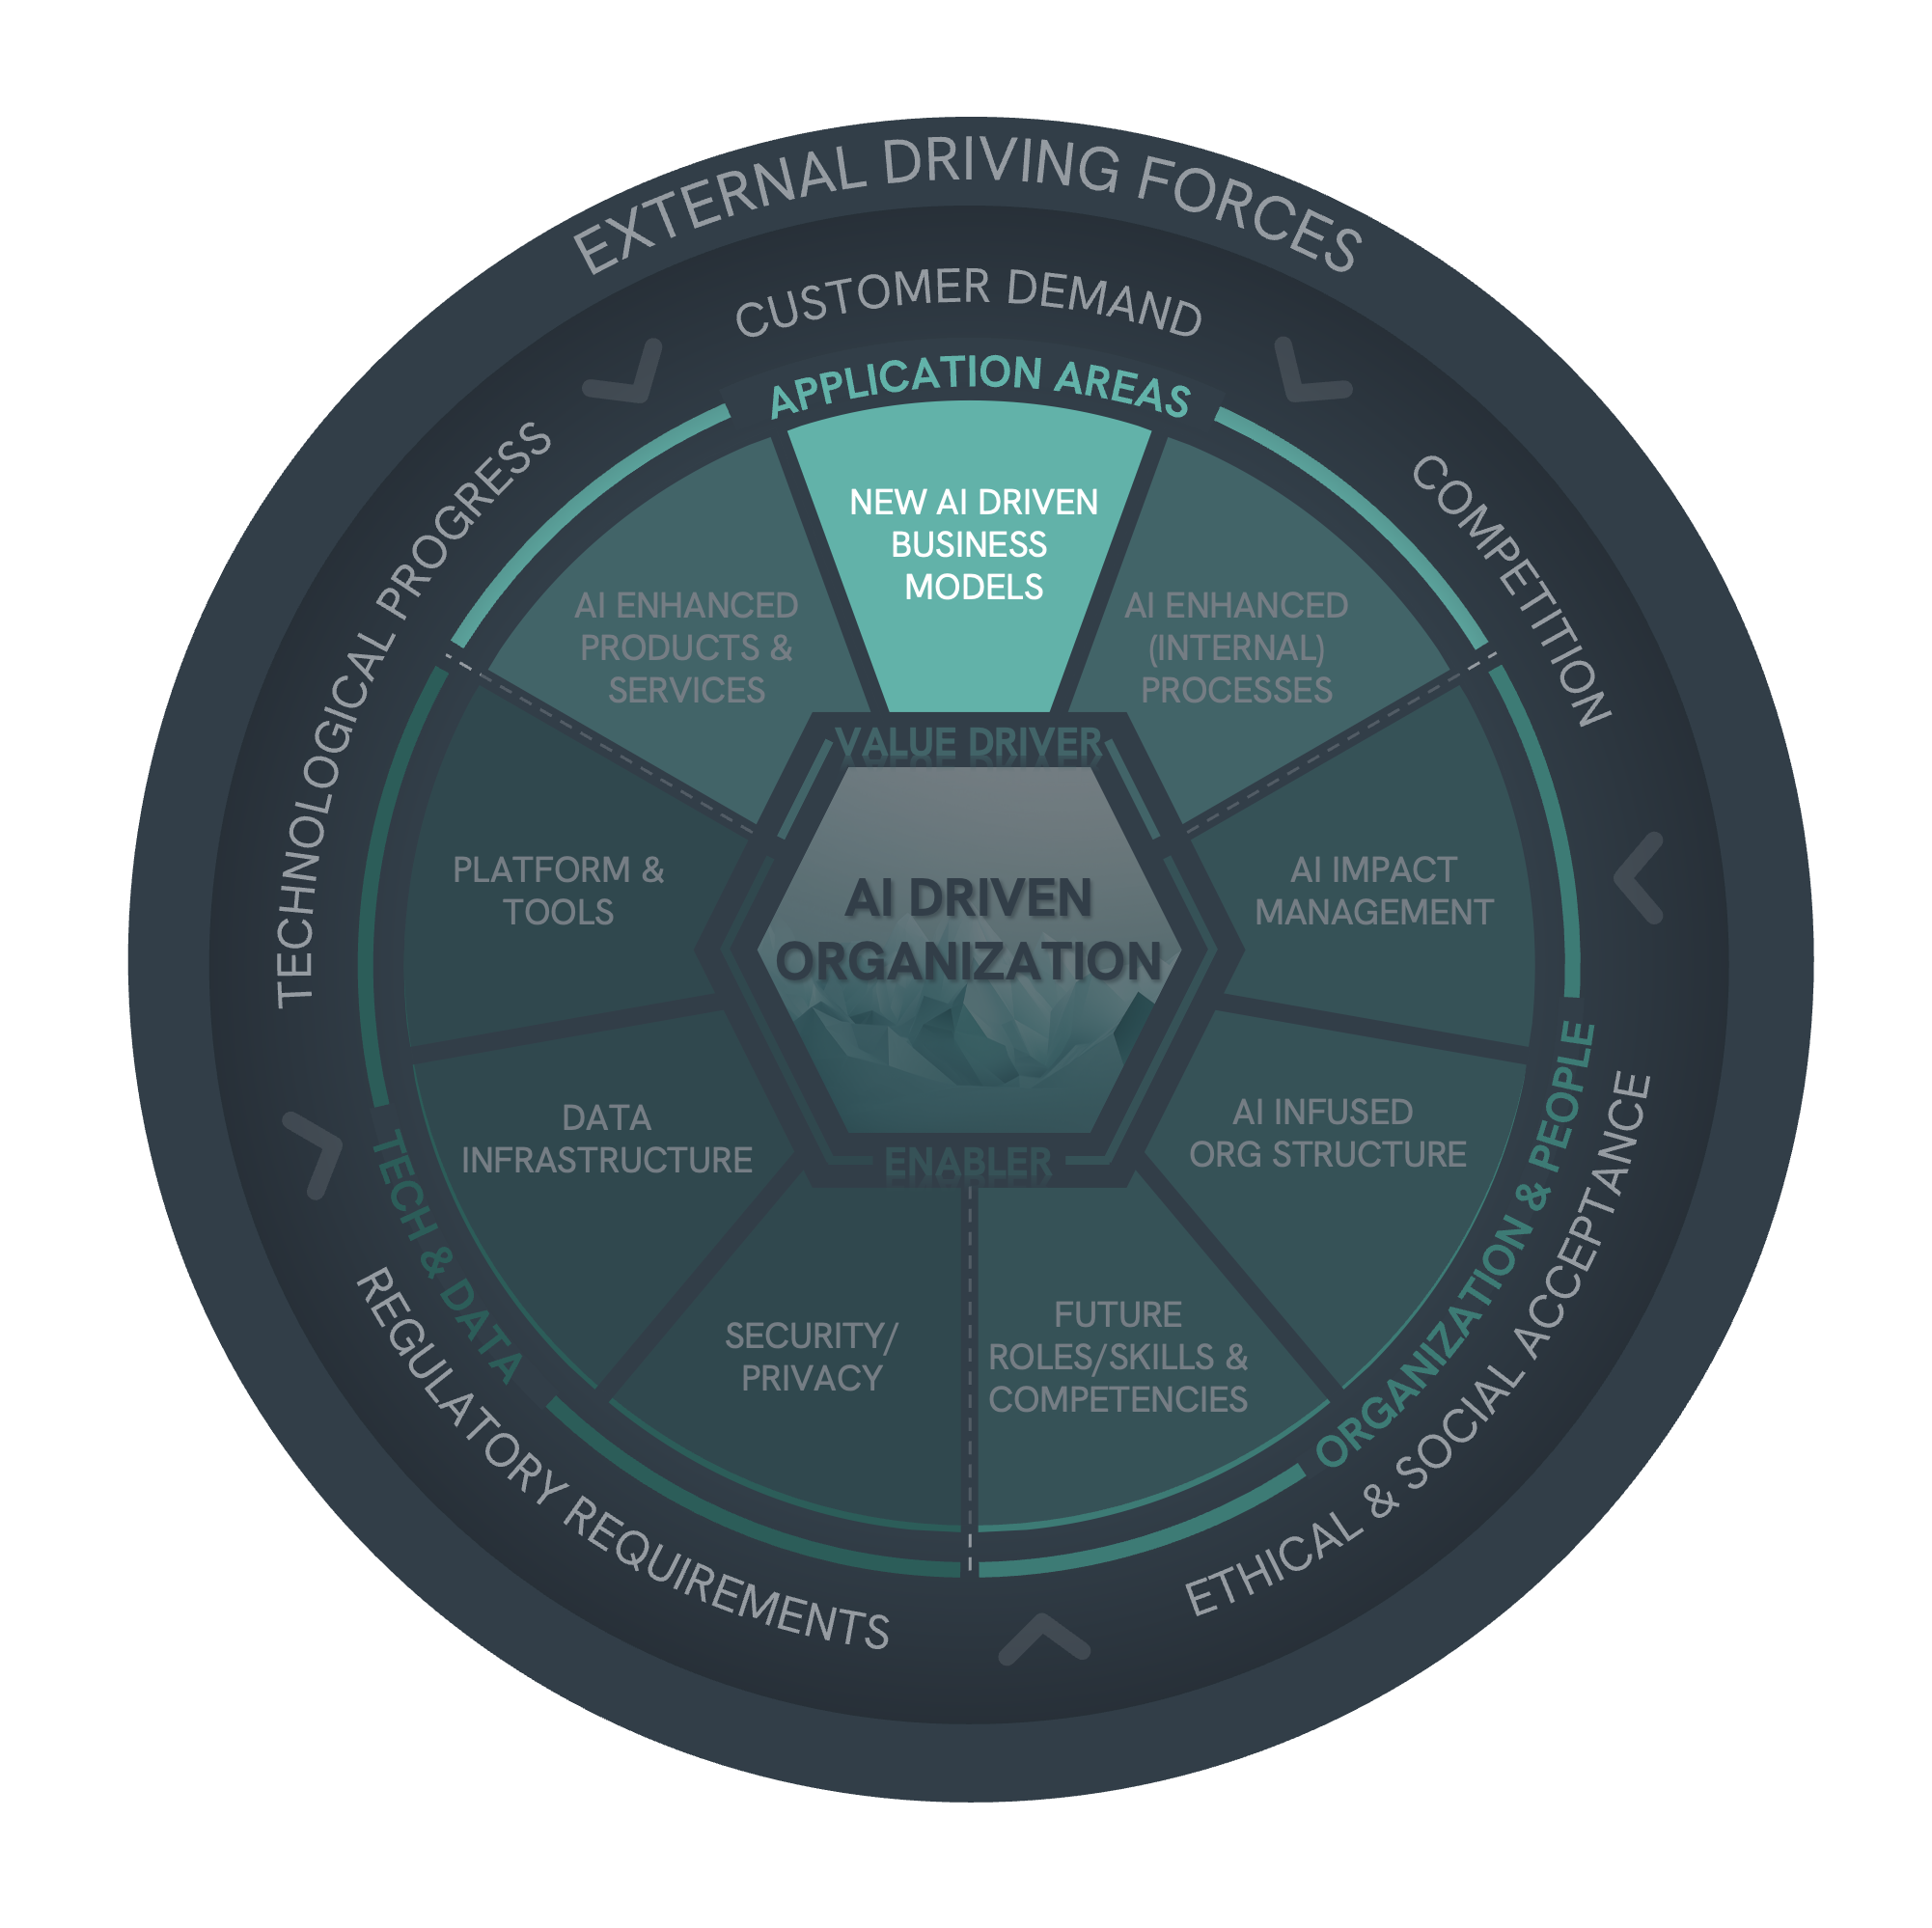 EXTERNAL DRIVING FORCES
CUSTOMER DEMAND
TECHNOLOGICAL PROGRESS
COMPETITION
REGULATORY REQUIREMENTS
ETHICAL & SOCIAL ACCEPTANCE
APPLICATION AREAS
NEW AI DRIVEN
BUSINESS
MODELS
AI ENHANCED
PRODUCTS &
SERVICES
AI ENHANCED
(INTERNAL)
PROCESSES
VALUE DRIVER
AI DRIVEN
ORGANIZATION
ENABLER
PLATFORM &
TOOLS
AI IMPACT
MANAGEMENT
DATA
INFRASTRUCTURE
AI INFUSED
ORG STRUCTURE
SECURITY/
PRIVACY
FUTURE
ROLES/SKILLS &
COMPETENCIES
TECH & DATA
ORGANIZATION & PEOPLE